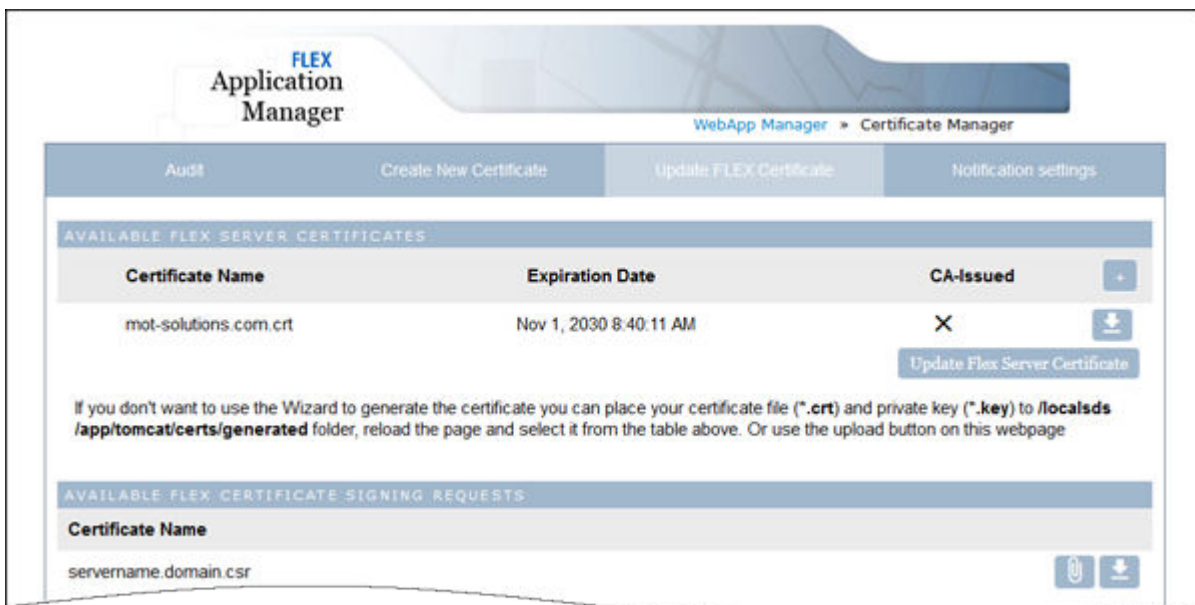 FLEX
Application
Manager
WebApp Manager » Certificate Manager
Audit Create New Certificate Update FLEX Certificate Notification settings
AVAILABLE FLEX SERVER CERTIFICATES
Certificate Name Expiration Date CA-Issued +
mot-solutions.com.crt Nov 1, 2030 8:40:11 AM
Update Flex Server Certificate
If you don't want to use the Wizard to generate the certificate you can place your certificate file (*.crt) and private key (*.key) to /localsds
/app/tomcat/certs/generated folder, reload the page and select it from the table above. Or use the upload button on this webpage
AVAILABLE FLEX CERTIFICATE SIGNING REQUESTS
Certificate Name
servername.domain.csr